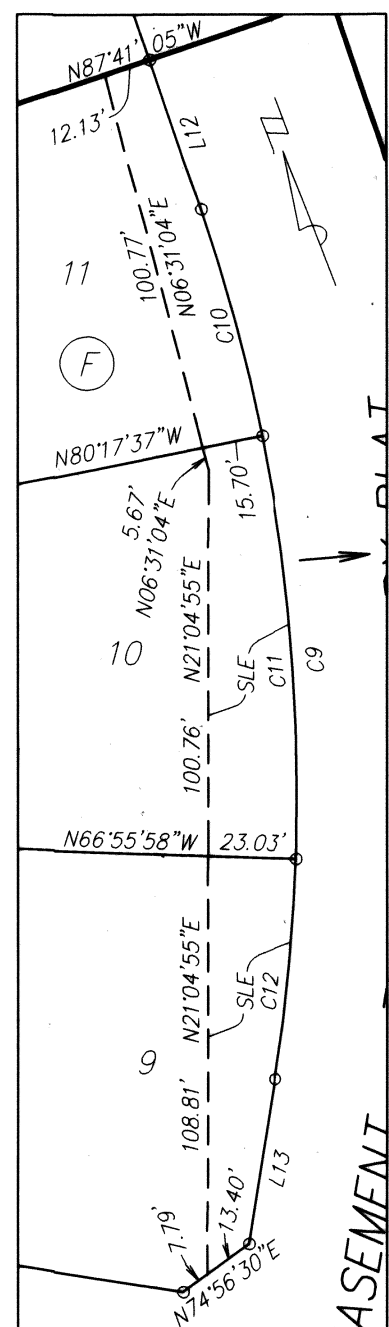 N87°41'05"W
12.13'
L12
11
100.77'
N06°31'04"E
F
C10
N80°17'37"W
15.70'
5.67'
N06°31'04"E
N21°04'55"E
10
SLE
C11
C9
100.76'
N66°55'58"W
23.03'
N21°04'55"E
SLE
C12
9
108.81'
L13
7.79'
13.40'
N74°56'30"E
ASEMENT